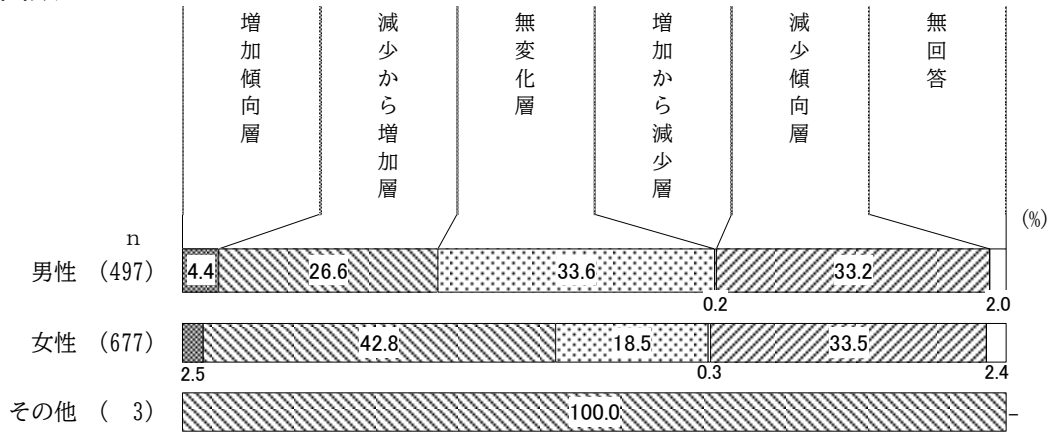 増加傾向層
減少から増加層
無変化層
増加から減少層
減少傾向層
無回答
(%)
n
男性 (497) 4.4 26.6 33.6 0.2 33.2 2.0
女性 (677) 2.5 42.8 18.5 0.3 33.5 2.4
その他 ( 3) 100.0 -